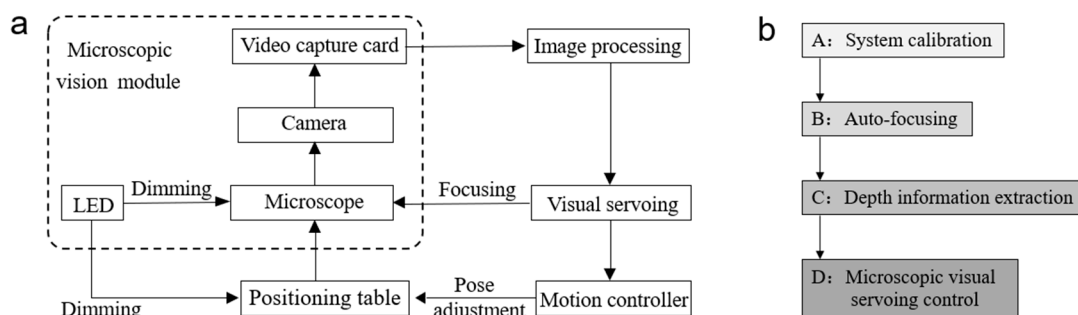 a
Microscopic
vision module
Video capture card
Image processing
Camera
LED
Dimming
Microscope
Focusing
Visual servoing
Dimming
Positioning table
Pose
adjustment
Motion controller
b
A: System calibration
B: Auto-focusing
C: Depth information extraction
D: Microscopic visual
servoing control